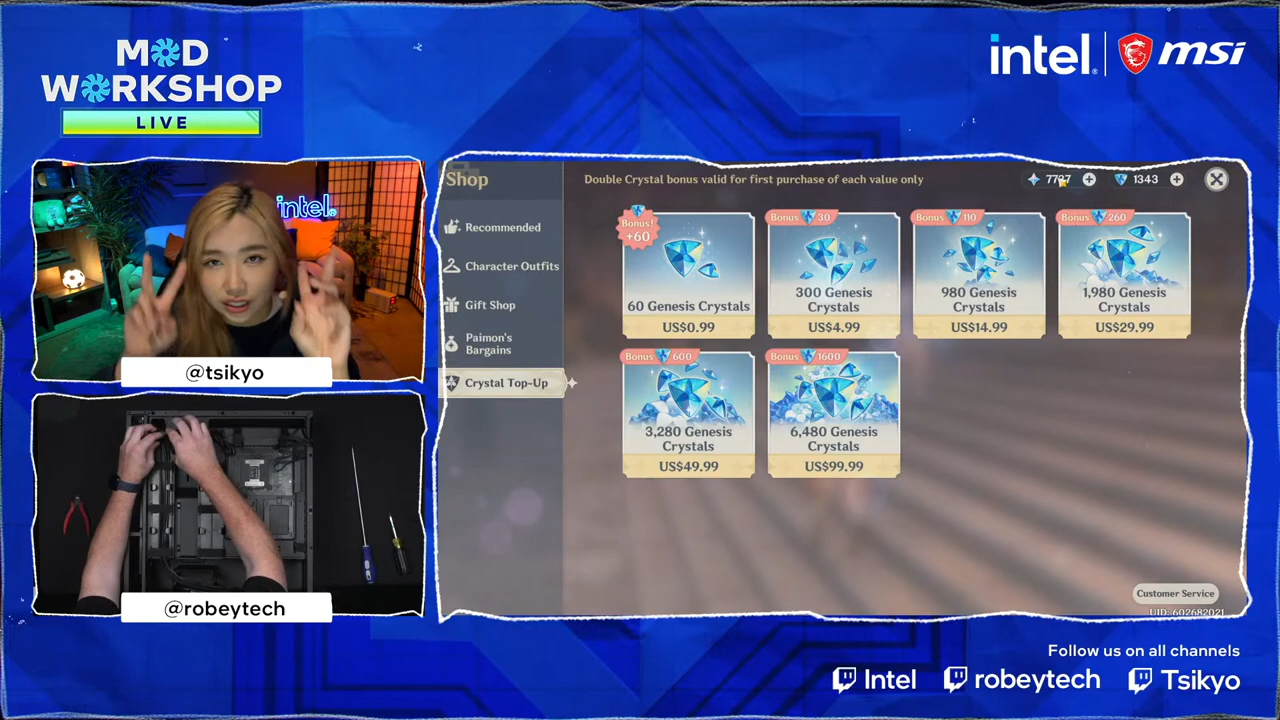 MOD
WORKSHOP
LIVE
intel. msi
intel.
@tsikyo
@robeytech
Shop
Recommended
Character Outfits
Gift Shop
Paimon's
Bargains
Crystal Top-Up
Double Crystal bonus valid for first purchase of each value only
1343
Bonus!
+60
60 Genesis Crystals
US$0.99
Bonus 30
300 Genesis
Crystals
US$4.99
Bonus 110
980 Genesis
Crystals
US$14.99
Bonus 260
1,980 Genesis
Crystals
US$29.99
Bonus 600
3,280 Genesis
Crystals
US$49.99
Bonus 1600
6,480 Genesis
Crystals
US$99.99
Customer Service
UID: 602682021
Follow us on all channels
Intel robeytech Tsikyo